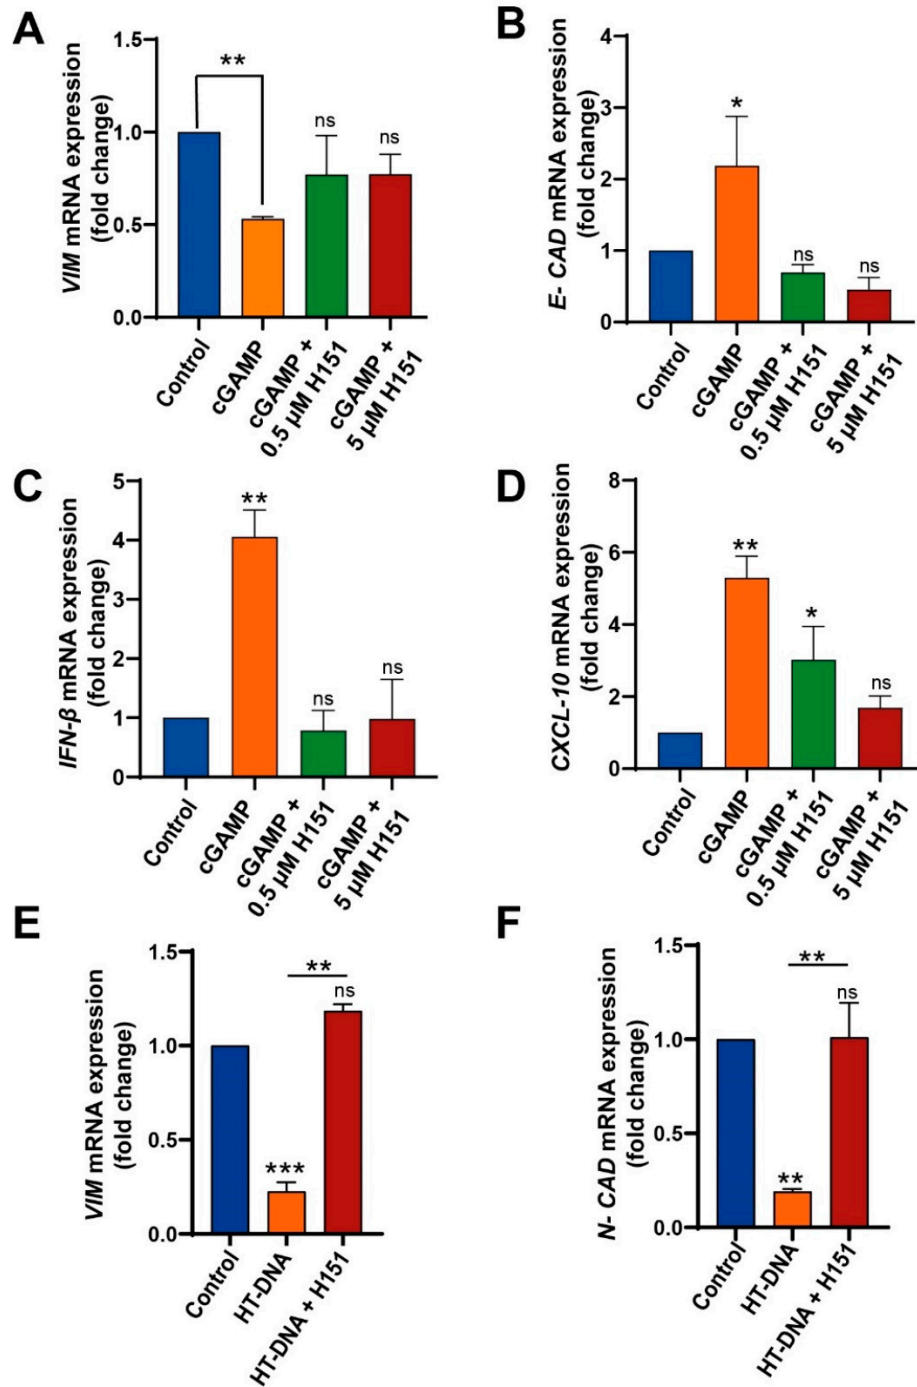 A
VIM mRNA expression
(fold change)
1.5
1.0
0.5
0.0
**
ns
ns
Control
cGAMP
cGAMP +
0.5 µM H151
cGAMP +
5 µM H151
B
E- CAD mRNA expression
(fold change)
4
3
2
1
0
*
ns
ns
Control
cGAMP
cGAMP +
0.5 µM H151
cGAMP +
5 µM H151
C
IFN-β mRNA expression
(fold change)
5
4
3
2
1
0
**
ns
ns
Control
cGAMP
cGAMP +
0.5 µM H151
cGAMP +
5 µM H151
D
CXCL-10 mRNA expression
(fold change)
8
6
4
2
0
**
*
ns
Control
cGAMP
cGAMP +
0.5 µM H151
cGAMP +
5 µM H151
E
VIM mRNA expression
(fold change)
1.5
1.0
0.5
0.0
**
ns
***
Control
HT-DNA
HT-DNA + H151
F
N- CAD mRNA expression
(fold change)
1.5
1.0
0.5
0.0
**
ns
**
Control
HT-DNA
HT-DNA + H151